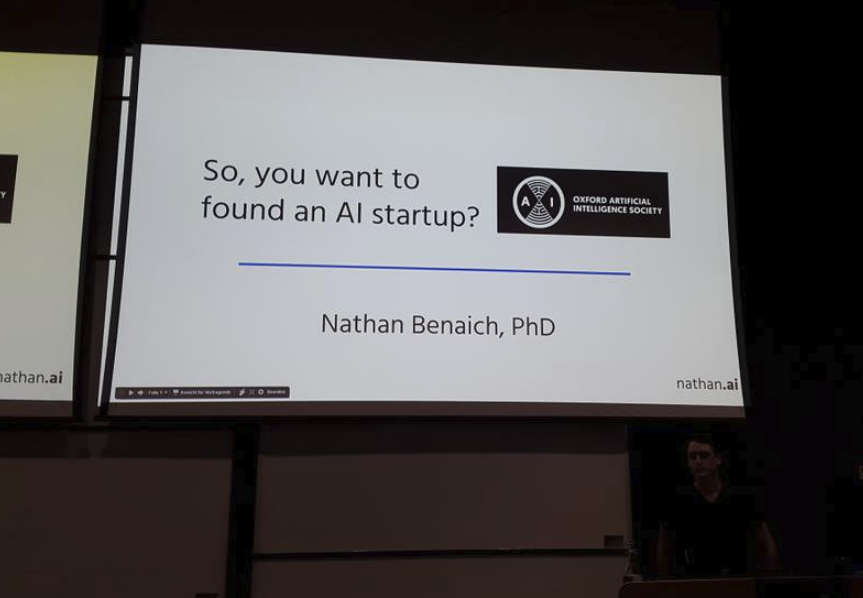 So, you want to
found an AI startup?
A I
OXFORD ARTIFICIAL
INTELLIGENCE SOCIETY
Nathan Benaich, PhD
nathan.ai
Y
nathan.ai